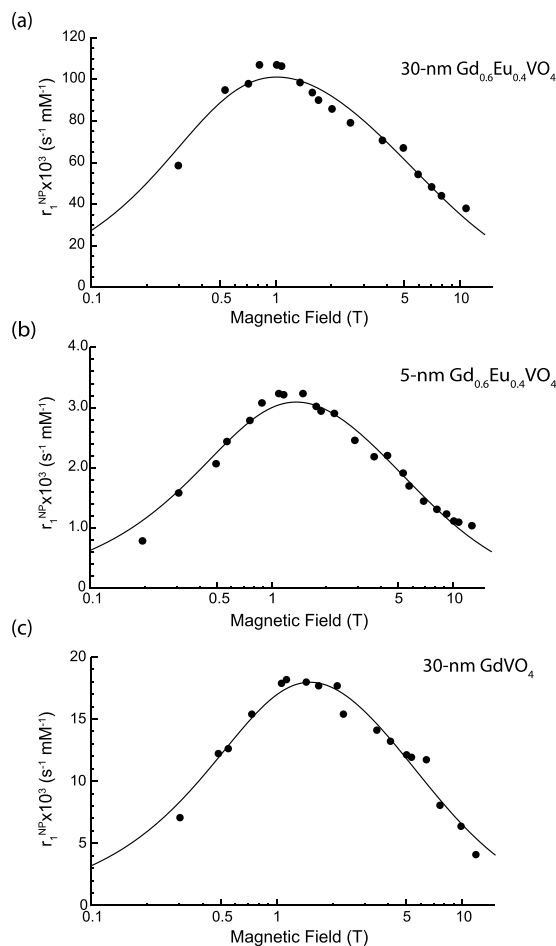 (a)
120
100
80
60
40
20
0
r₁ᴺᴾx10³ (s⁻¹ mM⁻¹)
30-nm Gd₀.₆Eu₀.₄VO₄
0.1 0.5 1 5 10
Magnetic Field (T)
(b)
4.0
3.0
2.0
1.0
0
r₁ᴺᴾx10³ (s⁻¹ mM⁻¹)
5-nm Gd₀.₆Eu₀.₄VO₄
0.1 0.5 1 5 10
Magnetic Field (T)
(c)
20
15
10
5
0
r₁ᴺᴾx10³ (s⁻¹ mM⁻¹)
30-nm GdVO₄
0.1 0.5 1 5 10
Magnetic Field (T)